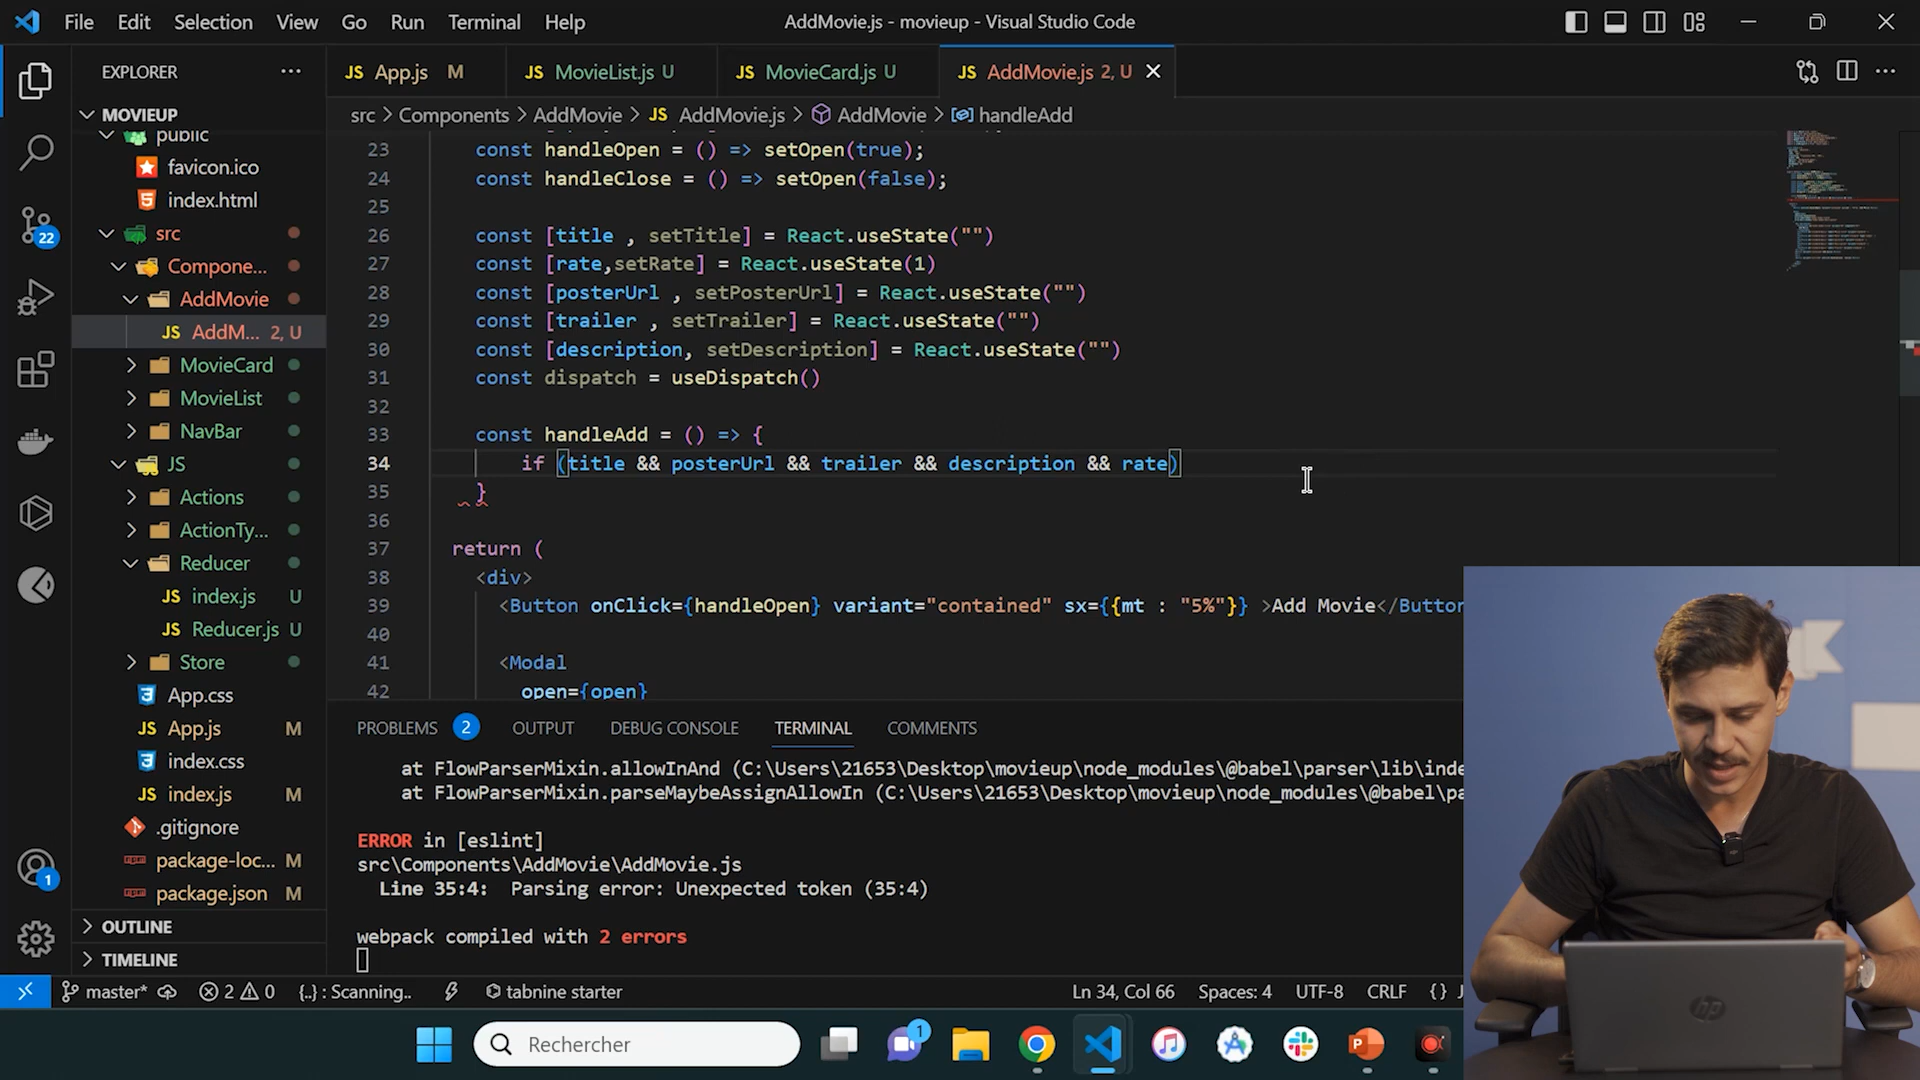 File Edit Selection View Go Run Terminal Help
AddMovie.js - movieup - Visual Studio Code
EXPLORER
JS App.js M
JS MovieList.js U
JS MovieCard.js U
JS AddMovie.js 2, U
MOVIEUP
src > Components > AddMovie > JS AddMovie.js > AddMovie > handleAdd
public
favicon.ico
index.html
src
Compone...
AddMovie
JS AddM... 2, U
MovieCard
MovieList
NavBar
JS
Actions
ActionTy...
Reducer
JS index.js U
JS Reducer.js U
Store
App.css
JS App.js M
index.css
JS index.js M
.gitignore
package-loc... M
package.json M
OUTLINE
TIMELINE
22
1
23 const handleOpen = () => setOpen(true);
24 const handleClose = () => setOpen(false);
25
26 const [title , setTitle] = React.useState("")
27 const [rate,setRate] = React.useState(1)
28 const [posterUrl , setPosterUrl] = React.useState("")
29 const [trailer , setTrailer] = React.useState("")
30 const [description, setDescription] = React.useState("")
31 const dispatch = useDispatch()
32
33 const handleAdd = () => {
34 if (title && posterUrl && trailer && description && rate)
35 }
36
37 return (
38 <div>
39 <Button onClick={handleOpen} variant="contained" sx={{mt : "5%"}} >Add Movie</Button
40
41 <Modal
42 open={open}
PROBLEMS 2 OUTPUT DEBUG CONSOLE TERMINAL COMMENTS
at FlowParserMixin.allowInAnd (C:\Users\21653\Desktop\movieup\node_modules\@babel\parser\lib\inde
at FlowParserMixin.parseMaybeAssignAllowIn (C:\Users\21653\Desktop\movieup\node_modules\@babel\pa
ERROR in [eslint]
src\Components\AddMovie\AddMovie.js
Line 35:4: Parsing error: Unexpected token (35:4)
webpack compiled with 2 errors
master* 2 0 {..} : Scanning.. tabnine starter
Ln 34, Col 66 Spaces: 4 UTF-8 CRLF {} J
Rechercher
1
hp